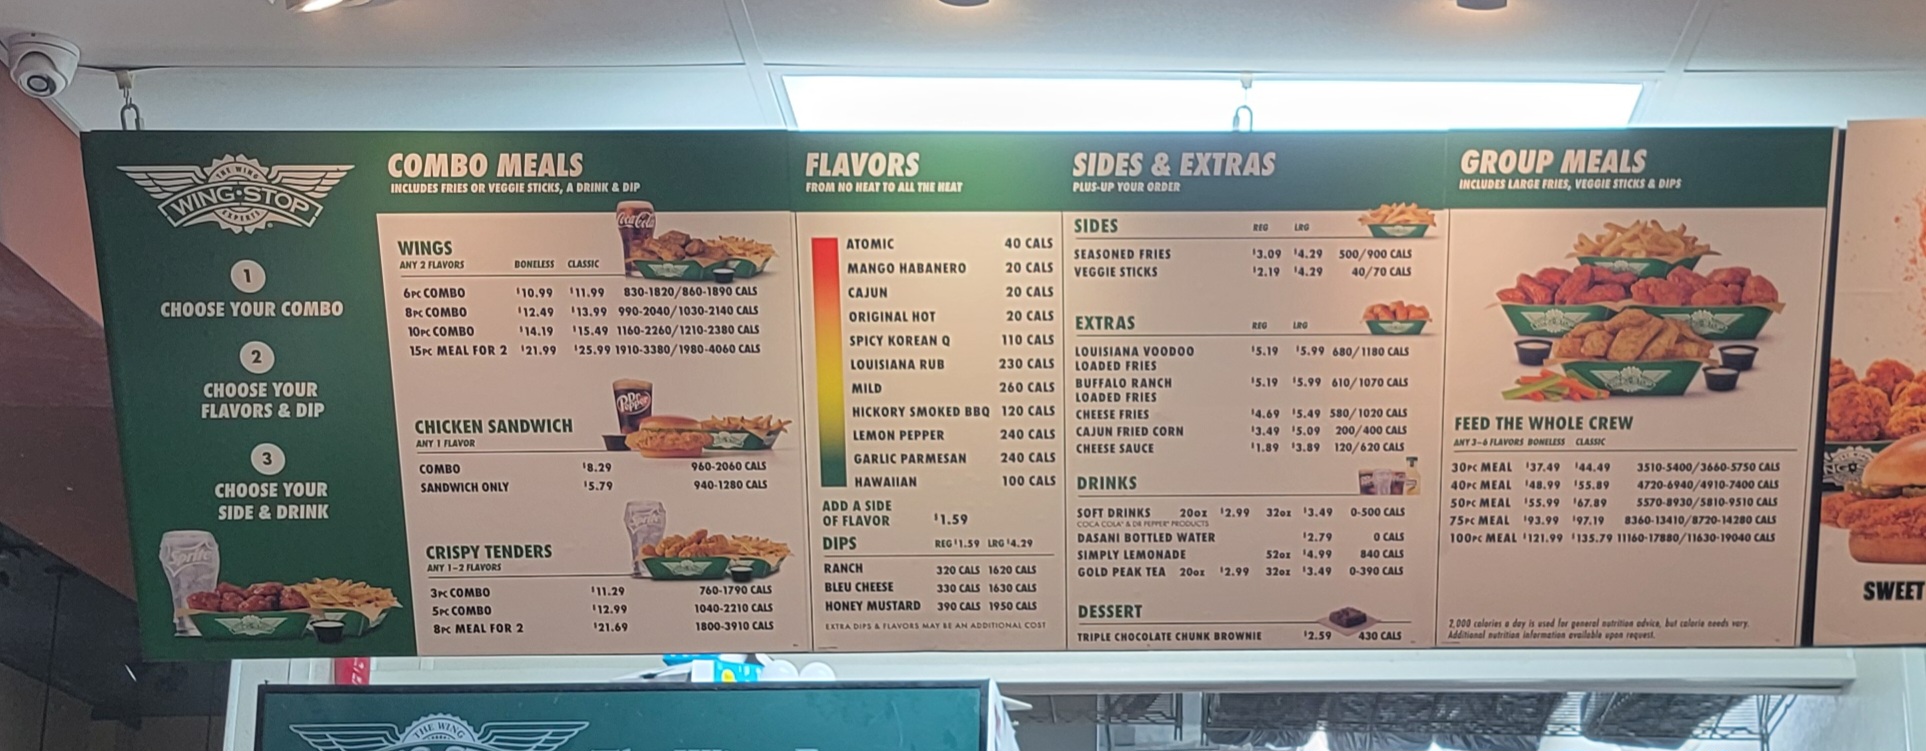 THE WING
WING·STOP
EXPERTS
1
CHOOSE YOUR COMBO
2
CHOOSE YOUR
FLAVORS & DIP
3
CHOOSE YOUR
SIDE & DRINK
Sprite
COMBO MEALS
INCLUDES FRIES OR VEGGIE STICKS, A DRINK & DIP
Coca-Cola
WINGS
ANY 2 FLAVORS BONELESS CLASSIC
6PC COMBO $10.99 $11.99 830-1820/860-1890 CALS
8PC COMBO $12.49 $13.99 990-2040/1030-2140 CALS
10PC COMBO $14.19 $15.49 1160-2260/1210-2380 CALS
15PC MEAL FOR 2 $21.99 $25.99 1910-3380/1980-4060 CALS
Dr Pepper
CHICKEN SANDWICH
ANY 1 FLAVOR
COMBO $8.29 960-2060 CALS
SANDWICH ONLY $5.79 940-1280 CALS
CRISPY TENDERS
ANY 1-2 FLAVORS
3PC COMBO $11.29 760-1790 CALS
5PC COMBO $12.99 1040-2210 CALS
8PC MEAL FOR 2 $21.69 1800-3910 CALS
FLAVORS
FROM NO HEAT TO ALL THE HEAT
ATOMIC 40 CALS
MANGO HABANERO 20 CALS
CAJUN 20 CALS
ORIGINAL HOT 20 CALS
SPICY KOREAN Q 110 CALS
LOUISIANA RUB 230 CALS
MILD 260 CALS
HICKORY SMOKED BBQ 120 CALS
LEMON PEPPER 240 CALS
GARLIC PARMESAN 240 CALS
HAWAIIAN 100 CALS
ADD A SIDE
OF FLAVOR $1.59
DIPS REG $1.59 LRG $4.29
RANCH 320 CALS 1620 CALS
BLEU CHEESE 330 CALS 1630 CALS
HONEY MUSTARD 390 CALS 1950 CALS
EXTRA DIPS & FLAVORS MAY BE AN ADDITIONAL COST
SIDES & EXTRAS
PLUS-UP YOUR ORDER
SIDES REG LRG
SEASONED FRIES $3.09 $4.29 500/900 CALS
VEGGIE STICKS $2.19 $4.29 40/70 CALS
EXTRAS REG LRG
LOUISIANA VOODOO $5.19 $5.99 680/1180 CALS
LOADED FRIES
BUFFALO RANCH $5.19 $5.99 610/1070 CALS
LOADED FRIES
CHEESE FRIES $4.69 $5.49 580/1020 CALS
CAJUN FRIED CORN $3.49 $5.09 200/400 CALS
CHEESE SAUCE $1.89 $3.89 120/620 CALS
DRINKS
SOFT DRINKS 20oz $2.99 32oz $3.49 0-500 CALS
COCA COLA® & DR PEPPER® PRODUCTS
DASANI BOTTLED WATER $2.79 0 CALS
SIMPLY LEMONADE 52oz $4.99 840 CALS
GOLD PEAK TEA 20oz $2.99 32oz $3.49 0-390 CALS
DESSERT
TRIPLE CHOCOLATE CHUNK BROWNIE $2.59 430 CALS
GROUP MEALS
INCLUDES LARGE FRIES, VEGGIE STICKS & DIPS
FEED THE WHOLE CREW
ANY 3-6 FLAVORS BONELESS CLASSIC
30PC MEAL $37.49 $44.49 3510-5400/3660-5750 CALS
40PC MEAL $48.99 $55.89 4720-6940/4910-7400 CALS
50PC MEAL $55.99 $67.89 5570-8930/5810-9510 CALS
75PC MEAL $93.99 $97.19 8360-13410/8720-14280 CALS
100PC MEAL $121.99 $135.79 11160-17880/11630-19040 CALS
2,000 calories a day is used for general nutrition advice, but calorie needs vary.
Additional nutrition information available upon request.
SWEET
THE WING